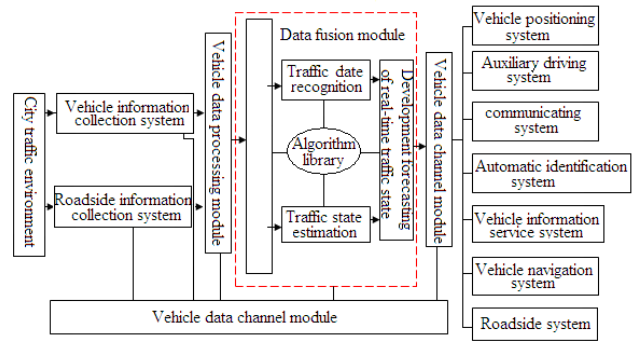 City traffic environment
Vehicle information
collection system
Roadside information
collection system
Vehicle data processing module
Data fusion module
Traffic date
recognition
Algorithm
library
Traffic state
estimation
Development forecasting
of real-time traffic
state
Vehicle data channel module
Vehicle positioning
system
Auxiliary driving
system
communicating
system
Automatic identification
system
Vehicle information
service system
Vehicle navigation
system
Roadside system
Vehicle data channel module